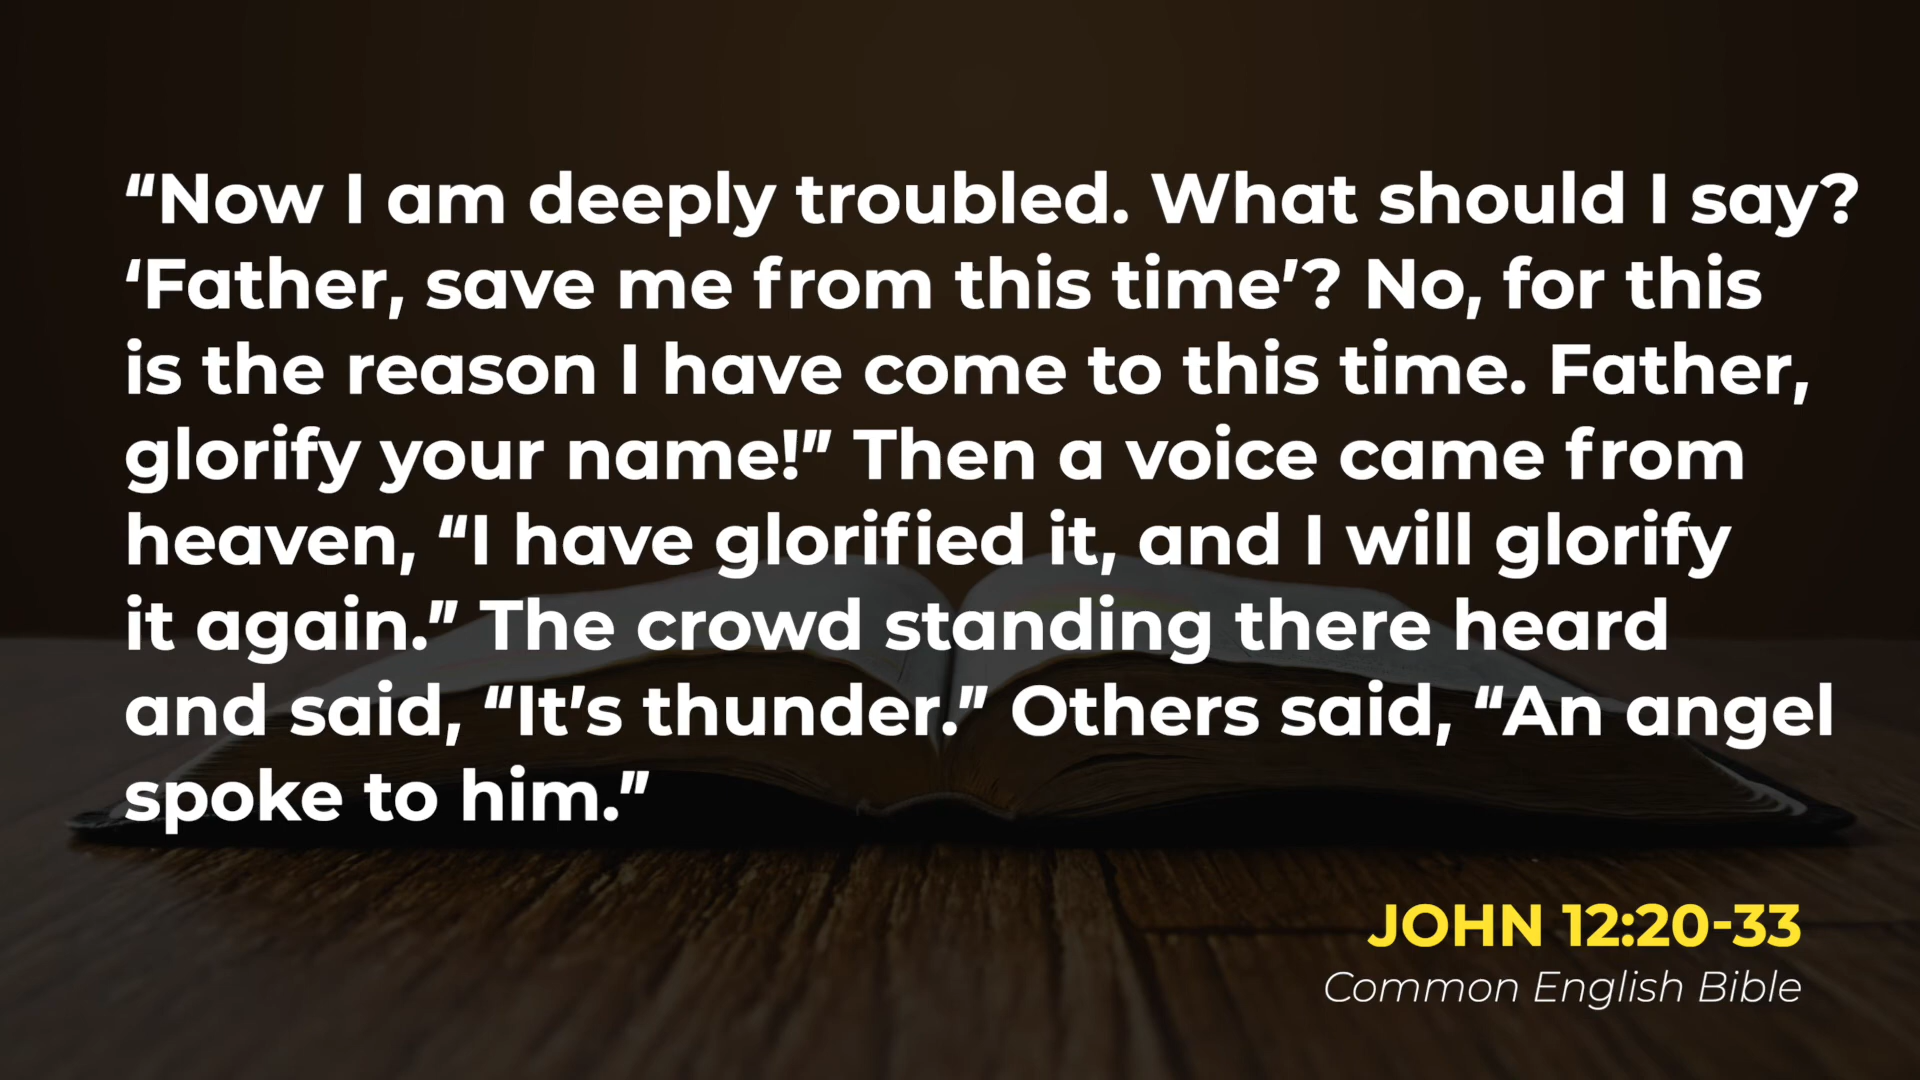 “Now I am deeply troubled. What should I say?
‘Father, save me from this time’? No, for this
is the reason I have come to this time. Father,
glorify your name!” Then a voice came from
heaven, “I have glorified it, and I will glorify
it again.” The crowd standing there heard
and said, “It’s thunder.” Others said, “An angel
spoke to him.”
JOHN 12:20-33
Common English Bible